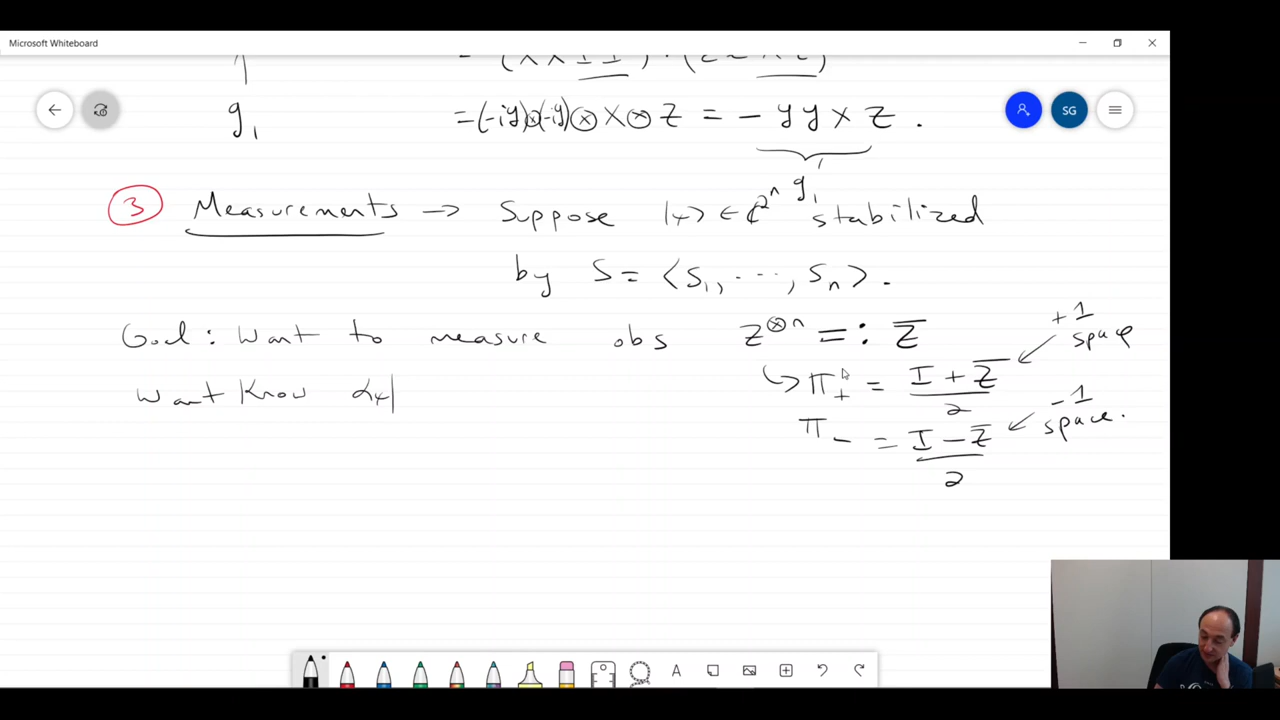 Microsoft Whiteboard
SG
g₁ = (-iy)⊗(-iy)⊗ X ⊗ Z = - y y X Z .
g₁
③ Measurements → Suppose |ψ> ∈ ℂ^2^n stabilized
by S = <S₁, ..., Sₙ>.
Goal: Want to measure obs Z^⊗n =: Z̅
+1 space
Want Know <ψ|
Π₊ = (I + Z̅)/2
-1 space.
Π₋ = (I - Z̅)/2
A